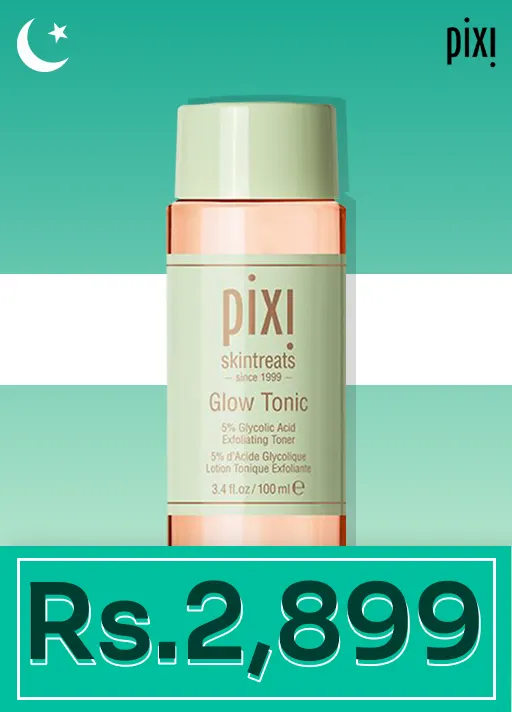 pixi
pixi
skintreats
– since 1999 –
Glow Tonic
5% Glycolic Acid
Exfoliating Toner
5% d'Acide Glycolique
Lotion Tonique Exfoliante
3.4 fl.oz / 100 ml ℮
Rs.2,899